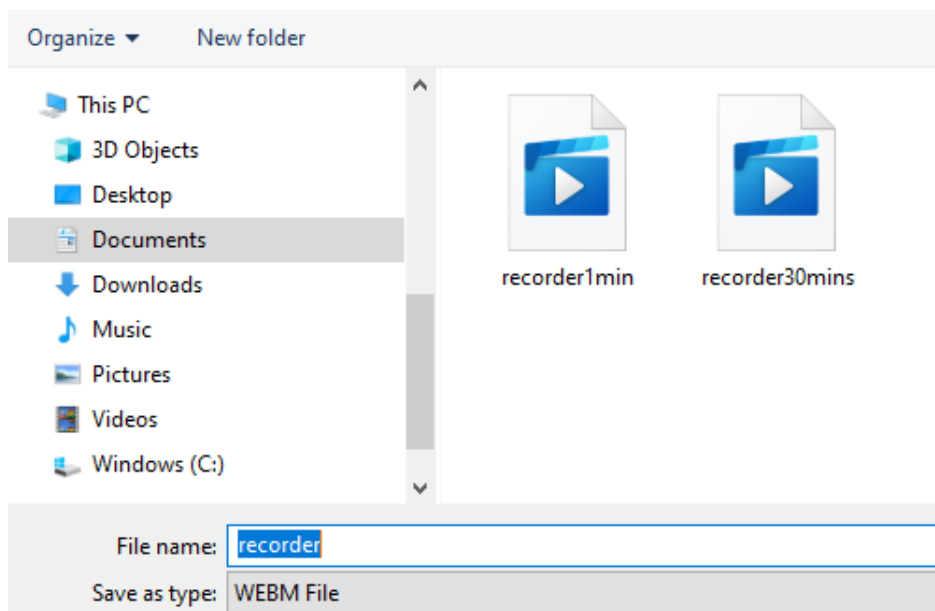 Organize New folder
This PC
3D Objects
Desktop
Documents
Downloads
Music
Pictures
Videos
Windows (C:)
recorder1min recorder30mins
File name: recorder
Save as type: WEBM File